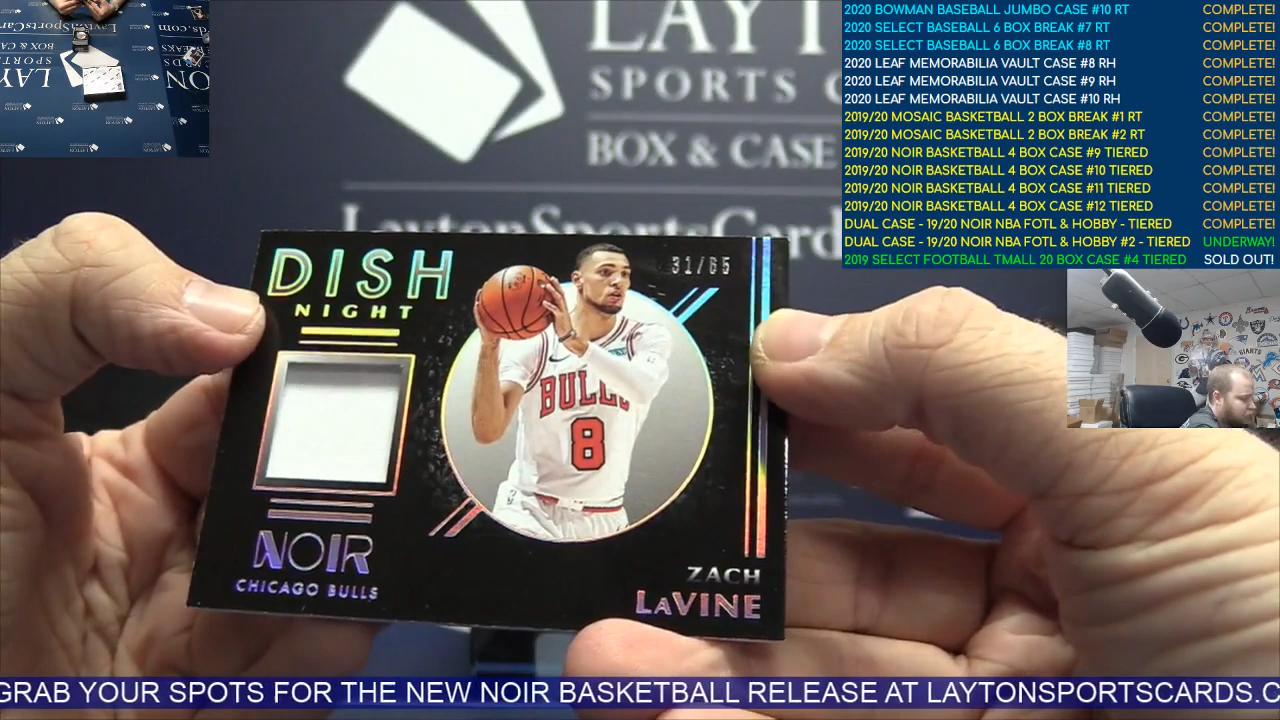 2020 BOWMAN BASEBALL JUMBO CASE #10 RT COMPLETE!
2020 SELECT BASEBALL 6 BOX BREAK #7 RT COMPLETE!
2020 SELECT BASEBALL 6 BOX BREAK #8 RT COMPLETE!
2020 LEAF MEMORABILIA VAULT CASE #8 RH COMPLETE!
2020 LEAF MEMORABILIA VAULT CASE #9 RH COMPLETE!
2020 LEAF MEMORABILIA VAULT CASE #10 RH COMPLETE!
2019/20 MOSAIC BASKETBALL 2 BOX BREAK #1 RT COMPLETE!
2019/20 MOSAIC BASKETBALL 2 BOX BREAK #2 RT COMPLETE!
2019/20 NOIR BASKETBALL 4 BOX CASE #9 TIERED COMPLETE!
2019/20 NOIR BASKETBALL 4 BOX CASE #10 TIERED COMPLETE!
2019/20 NOIR BASKETBALL 4 BOX CASE #11 TIERED COMPLETE!
2019/20 NOIR BASKETBALL 4 BOX CASE #12 TIERED COMPLETE!
DUAL CASE - 19/20 NOIR NBA FOTL & HOBBY - TIERED COMPLETE!
DUAL CASE - 19/20 NOIR NBA FOTL & HOBBY #2 - TIERED UNDERWAY!
2019 SELECT FOOTBALL TMALL 20 BOX CASE #4 TIERED SOLD OUT!
LAYT
SPORTS C
BOX & CASE
LaytonSportsCard
DISH
NIGHT
31/65
BULLS
8
NOIR
CHICAGO BULLS
ZACH
LAVINE
GRAB YOUR SPOTS FOR THE NEW NOIR BASKETBALL RELEASE AT LAYTONSPORTSCARDS.C